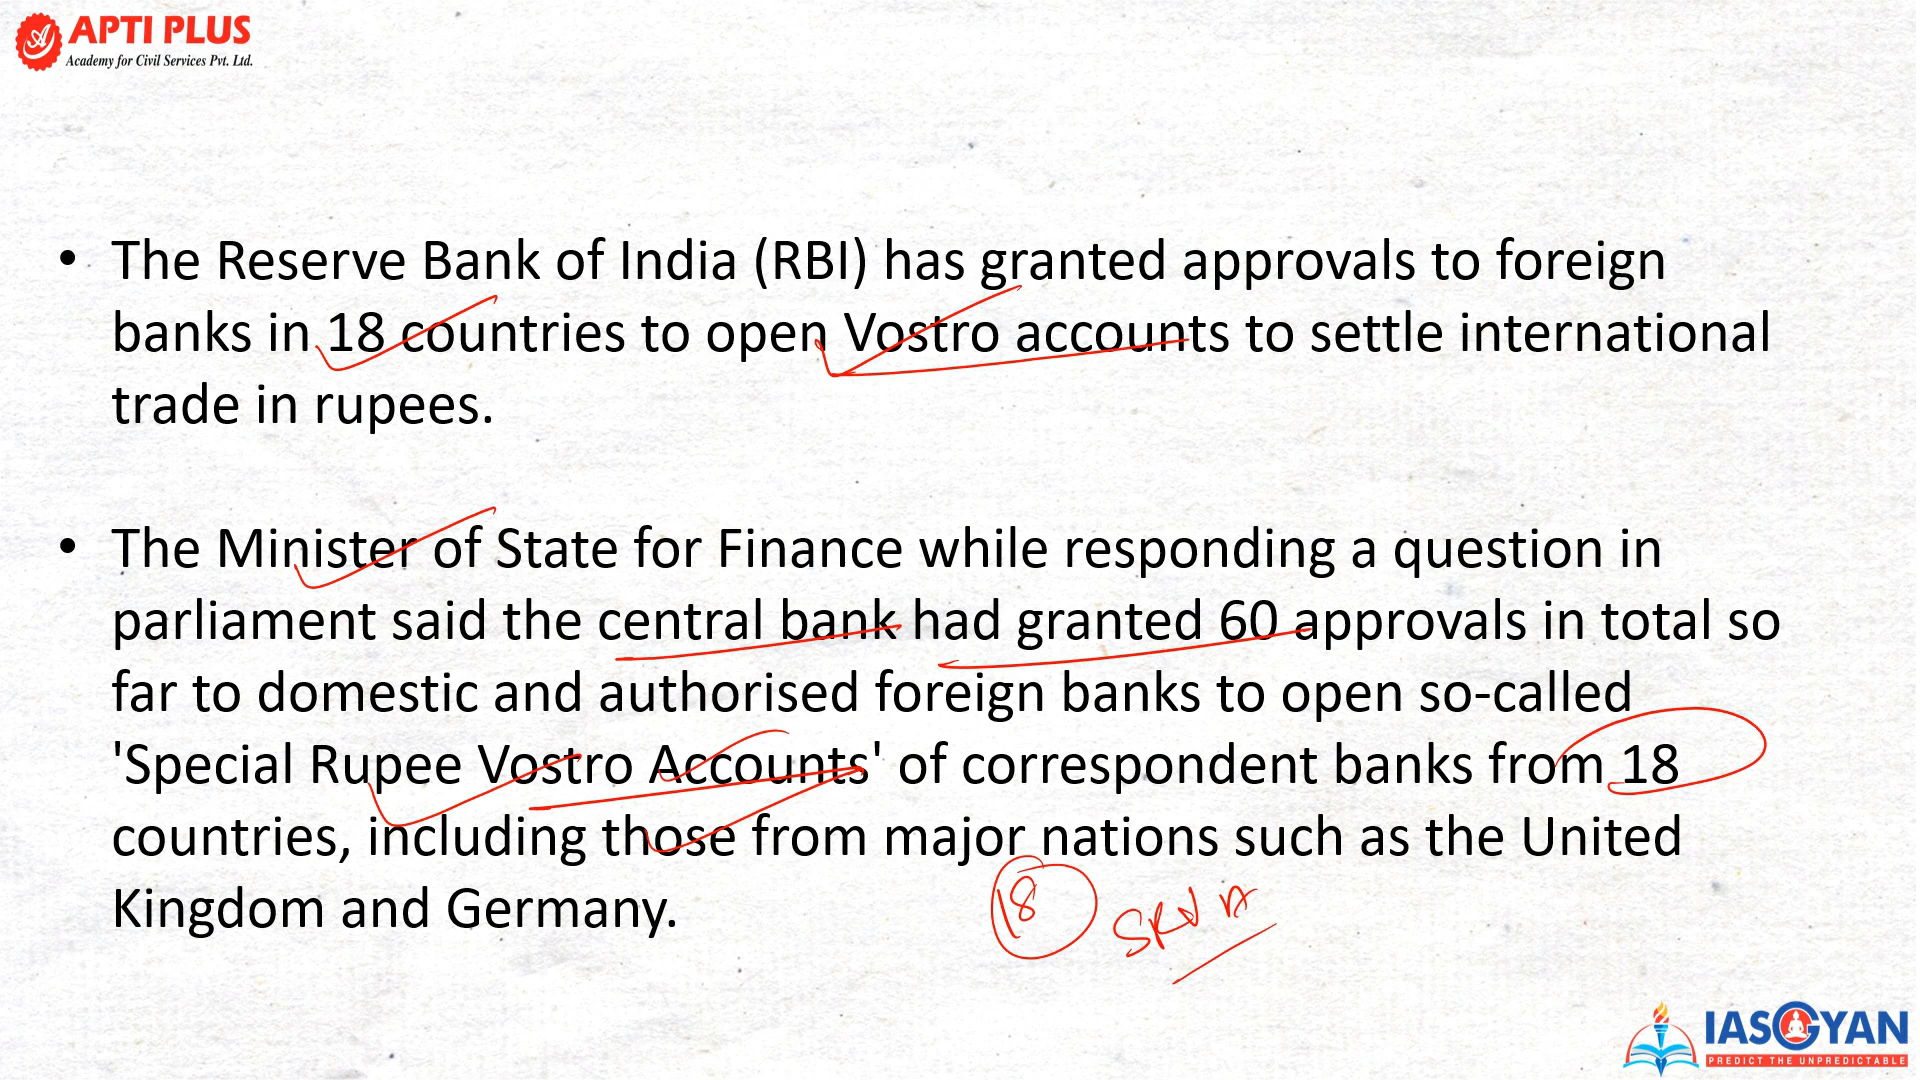 APTI PLUS
Academy for Civil Services Pvt. Ltd.
• The Reserve Bank of India (RBI) has granted approvals to foreign
banks in 18 countries to open Vostro accounts to settle international
trade in rupees.
• The Minister of State for Finance while responding a question in
parliament said the central bank had granted 60 approvals in total so
far to domestic and authorised foreign banks to open so-called
'Special Rupee Vostro Accounts' of correspondent banks from 18
countries, including those from major nations such as the United
Kingdom and Germany.
18 SRVA
IASGYAN
PREDICT THE UNPREDICTABLE